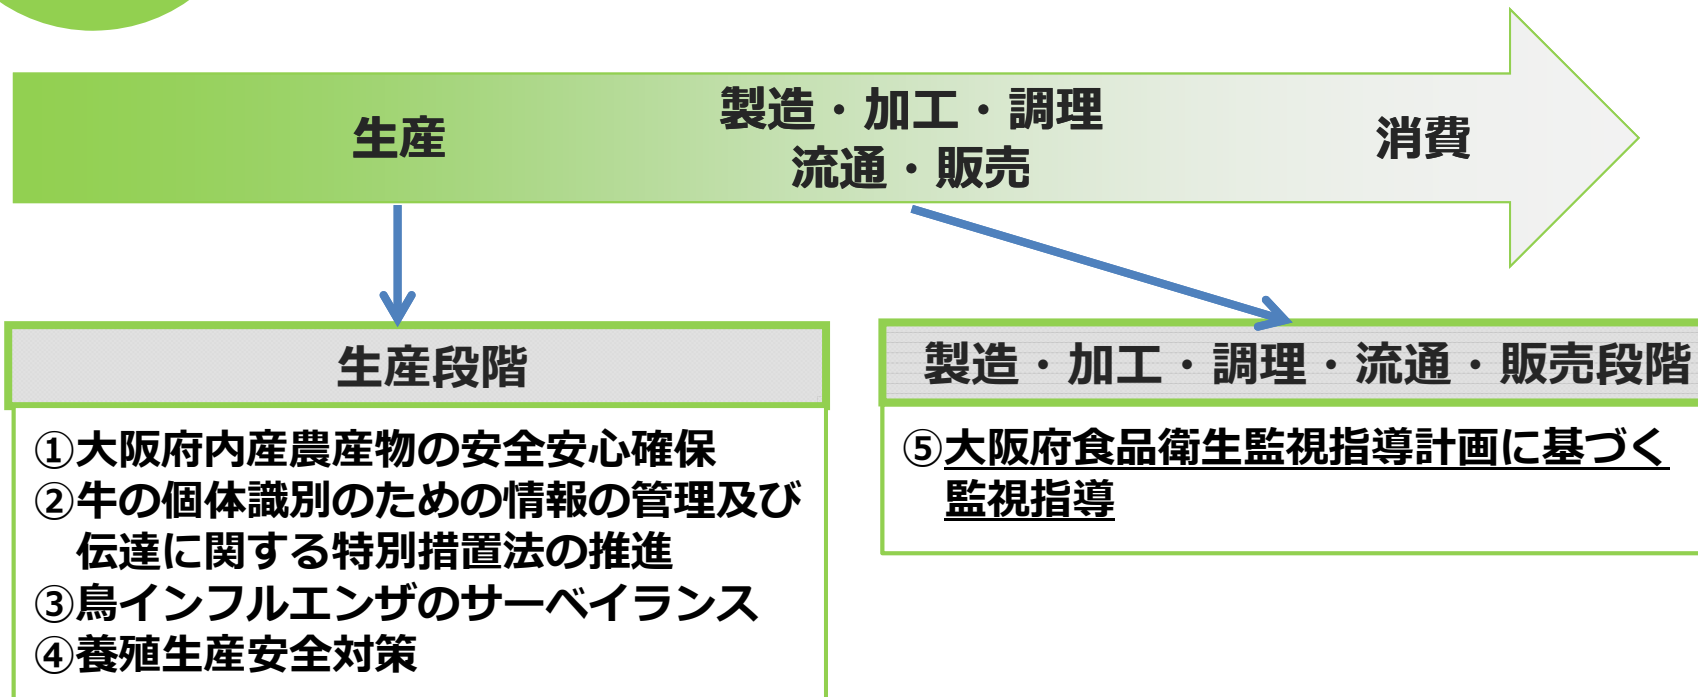 生産
製造・加工・調理
流通・販売
消費
生産段階
①大阪府内産農産物の安全安心確保
②牛の個体識別のための情報の管理及び
伝達に関する特別措置法の推進
③鳥インフルエンザのサーベイランス
④養殖生産安全対策
製造・加工・調理・流通・販売段階
⑤大阪府食品衛生監視指導計画に基づく
監視指導